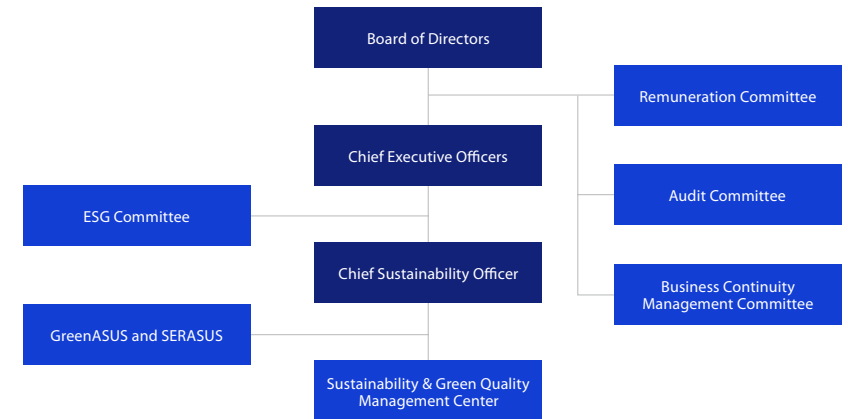 Board of Directors
Remuneration Committee
Chief Executive Officers
Audit Committee
ESG Committee
Chief Sustainability Officer
Business Continuity
Management Committee
GreenASUS and SERASUS
Sustainability & Green Quality
Management Center